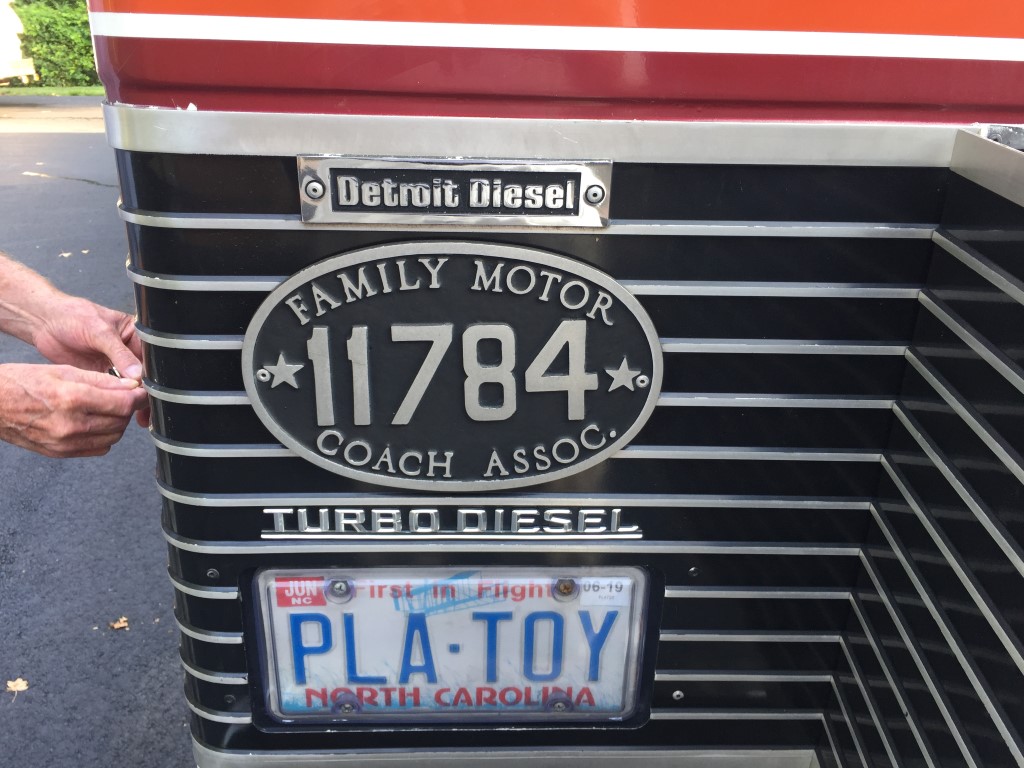 Detroit Diesel
FAMILY MOTOR
11784
COACH ASSOC.
TURBO DIESEL
JUN First in Flight 06-19
NC
PLA·TOY
NORTH CAROLINA